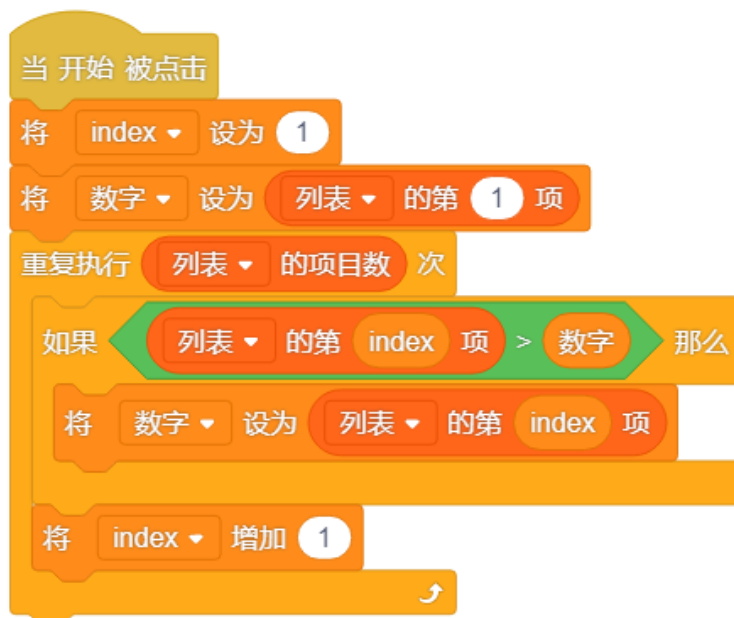 当 开始 被点击
将 index 设为 1
将 数字 设为 列表 的第 1 项
重复执行 列表 的项目数 次
如果 列表 的第 index 项 > 数字 那么
将 数字 设为 列表 的第 index 项
将 index 增加 1